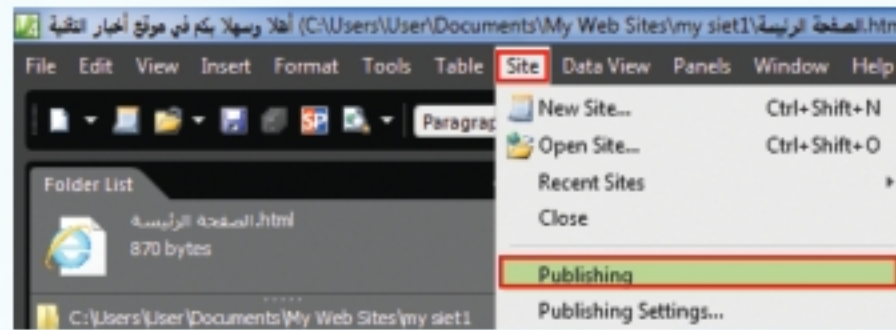 أهلا وسهلا بكم في موقع أخبار التقنية (C:\Users\User\Documents\My Web Sites\my siet1\الصفحة الرئيسة.htm
File Edit View Insert Format Tools Table Site Data View Panels Window Help
Paragrap
New Site... Ctrl+Shift+N
Open Site... Ctrl+Shift+O
Recent Sites
Close
Publishing
Publishing Settings...
Folder List
الصفحة الرئيسة.html
870 bytes
C:\Users\User\Documents\My Web Sites\my siet1